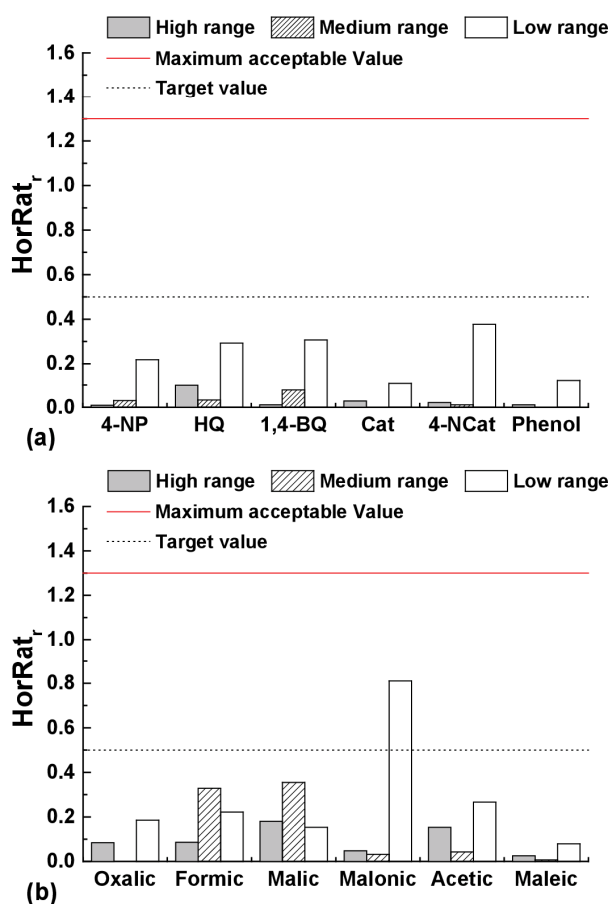 High range Medium range Low range
Maximum acceptable Value
Target value
1.6
1.4
1.2
1.0
0.8
0.6
0.4
0.2
0.0
HorRatr
4-NP HQ 1,4-BQ Cat 4-NCat Phenol
(a)
High range Medium range Low range
Maximum acceptable Value
Target value
1.6
1.4
1.2
1.0
0.8
0.6
0.4
0.2
0.0
HorRatr
Oxalic Formic Malic Malonic Acetic Maleic
(b)